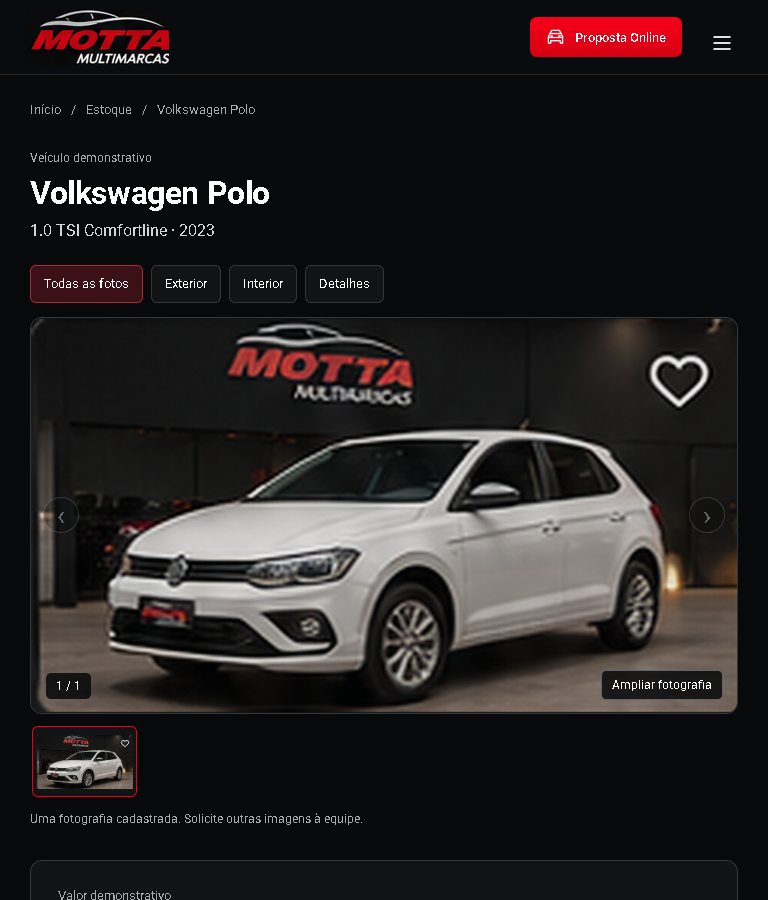 MOTTA
MULTIMARCAS
Proposta Online
Início / Estoque / Volkswagen Polo
Veículo demonstrativo
Volkswagen Polo
1.0 TSI Comfortline · 2023
Todas as fotos
Exterior
Interior
Detalhes
MOTTA
MULTIMARCAS
1 / 1
Ampliar fotografia
MOTTA
Uma fotografia cadastrada. Solicite outras imagens à equipe.
Valor demonstrativo